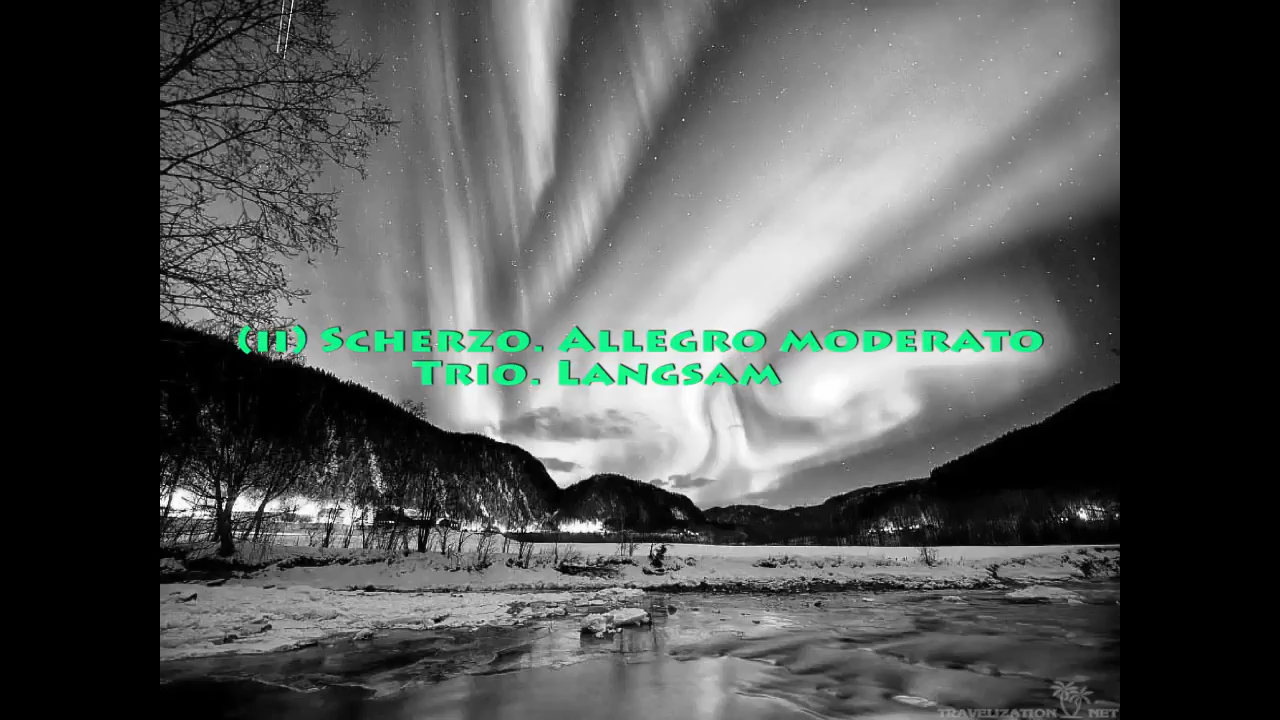 (ii) Scherzo. Allegro moderato
Trio. Langsam
TRAVELIZATION NET